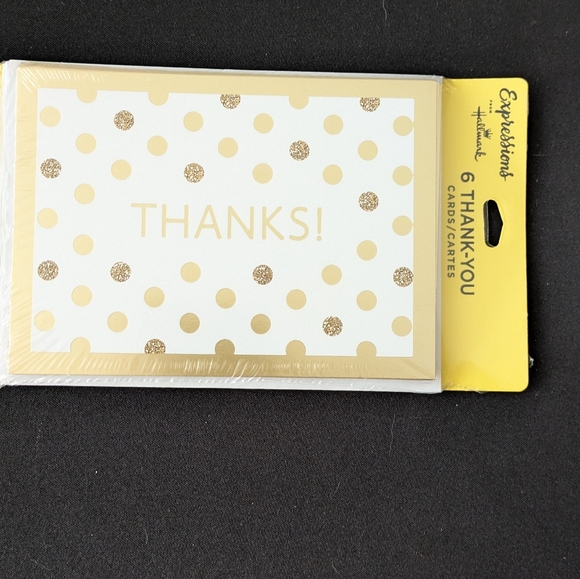 THANKS!
Expressions
Hallmark
6 THANK-YOU
CARDS/CARTES